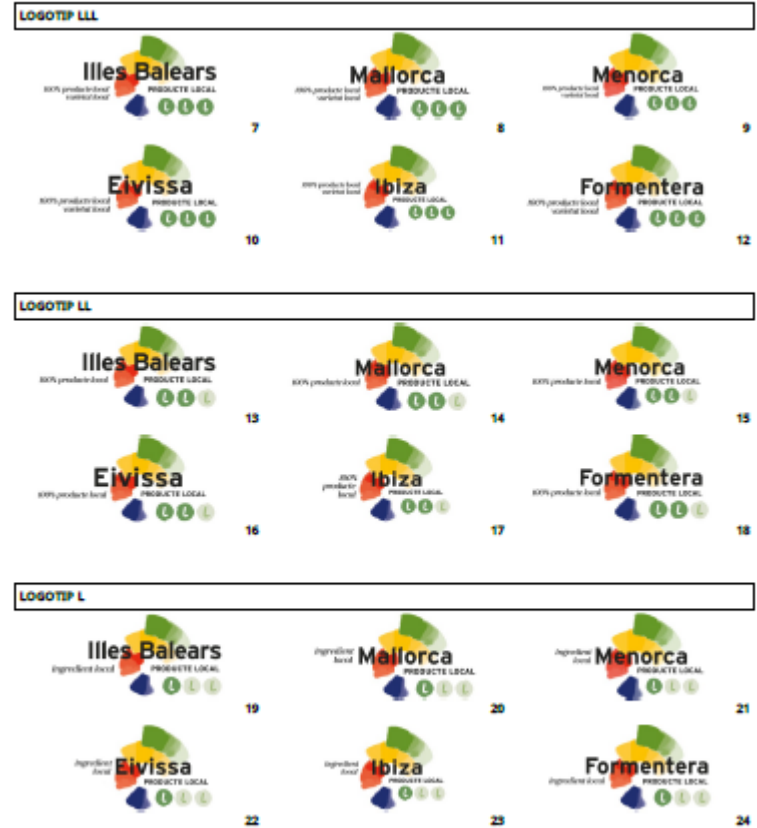 LOGOTIP LLL
Illes Balears
100% producte local
varietat local
PRODUCTE LOCAL
L L L
7
Mallorca
100% producte local
varietat local
PRODUCTE LOCAL
L L L
8
Menorca
100% producte local
varietat local
PRODUCTE LOCAL
L L L
9
Eivissa
100% producte local
varietat local
PRODUCTE LOCAL
L L L
10
Ibiza
100% producte local
varietat local
PRODUCTE LOCAL
L L L
11
Formentera
100% producte local
varietat local
PRODUCTE LOCAL
L L L
12
LOGOTIP LL
Illes Balears
100% producte local
PRODUCTE LOCAL
L L L
13
Mallorca
100% producte local
PRODUCTE LOCAL
L L L
14
Menorca
100% producte local
PRODUCTE LOCAL
L L L
15
Eivissa
100% producte local
PRODUCTE LOCAL
L L L
16
Ibiza
100%
producte
local
PRODUCTE LOCAL
L L L
17
Formentera
100% producte local
PRODUCTE LOCAL
L L L
18
LOGOTIP L
Illes Balears
ingredient local
PRODUCTE LOCAL
L L L
19
ingredient
local
Mallorca
PRODUCTE LOCAL
L L L
20
ingredient
local
Menorca
PRODUCTE LOCAL
L L L
21
ingredient
local
Eivissa
PRODUCTE LOCAL
L L L
22
ingredient
local
Ibiza
PRODUCTE LOCAL
L L L
23
Formentera
ingredient local
PRODUCTE LOCAL
L L L
24